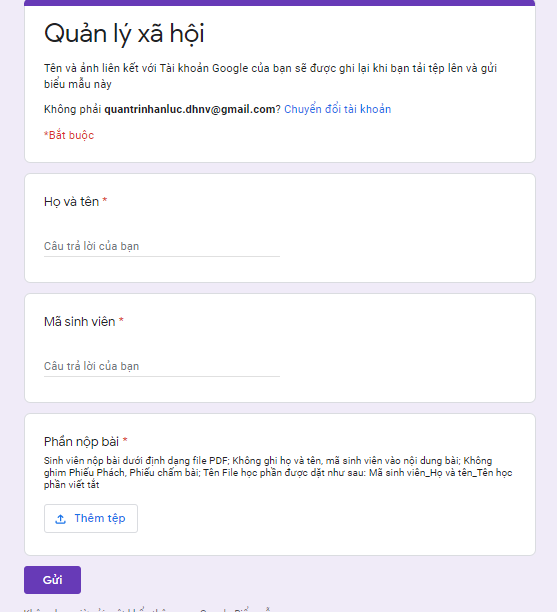 Quản lý xã hội
Tên và ảnh liên kết với Tài khoản Google của bạn sẽ được ghi lại khi bạn tải tệp lên và gửi
biểu mẫu này
Không phải quantrinhanluc.dhnv@gmail.com? Chuyển đổi tài khoản
*Bắt buộc
Họ và tên *
Câu trả lời của bạn
Mã sinh viên *
Câu trả lời của bạn
Phần nộp bài *
Sinh viên nộp bài dưới định dạng file PDF; Không ghi họ và tên, mã sinh viên vào nội dung bài; Không
ghim Phiếu Phách, Phiếu chấm bài; Tên File học phần được dặt như sau: Mã sinh viên_Họ và tên_Tên học
phần viết tắt
Thêm tệp
Gửi